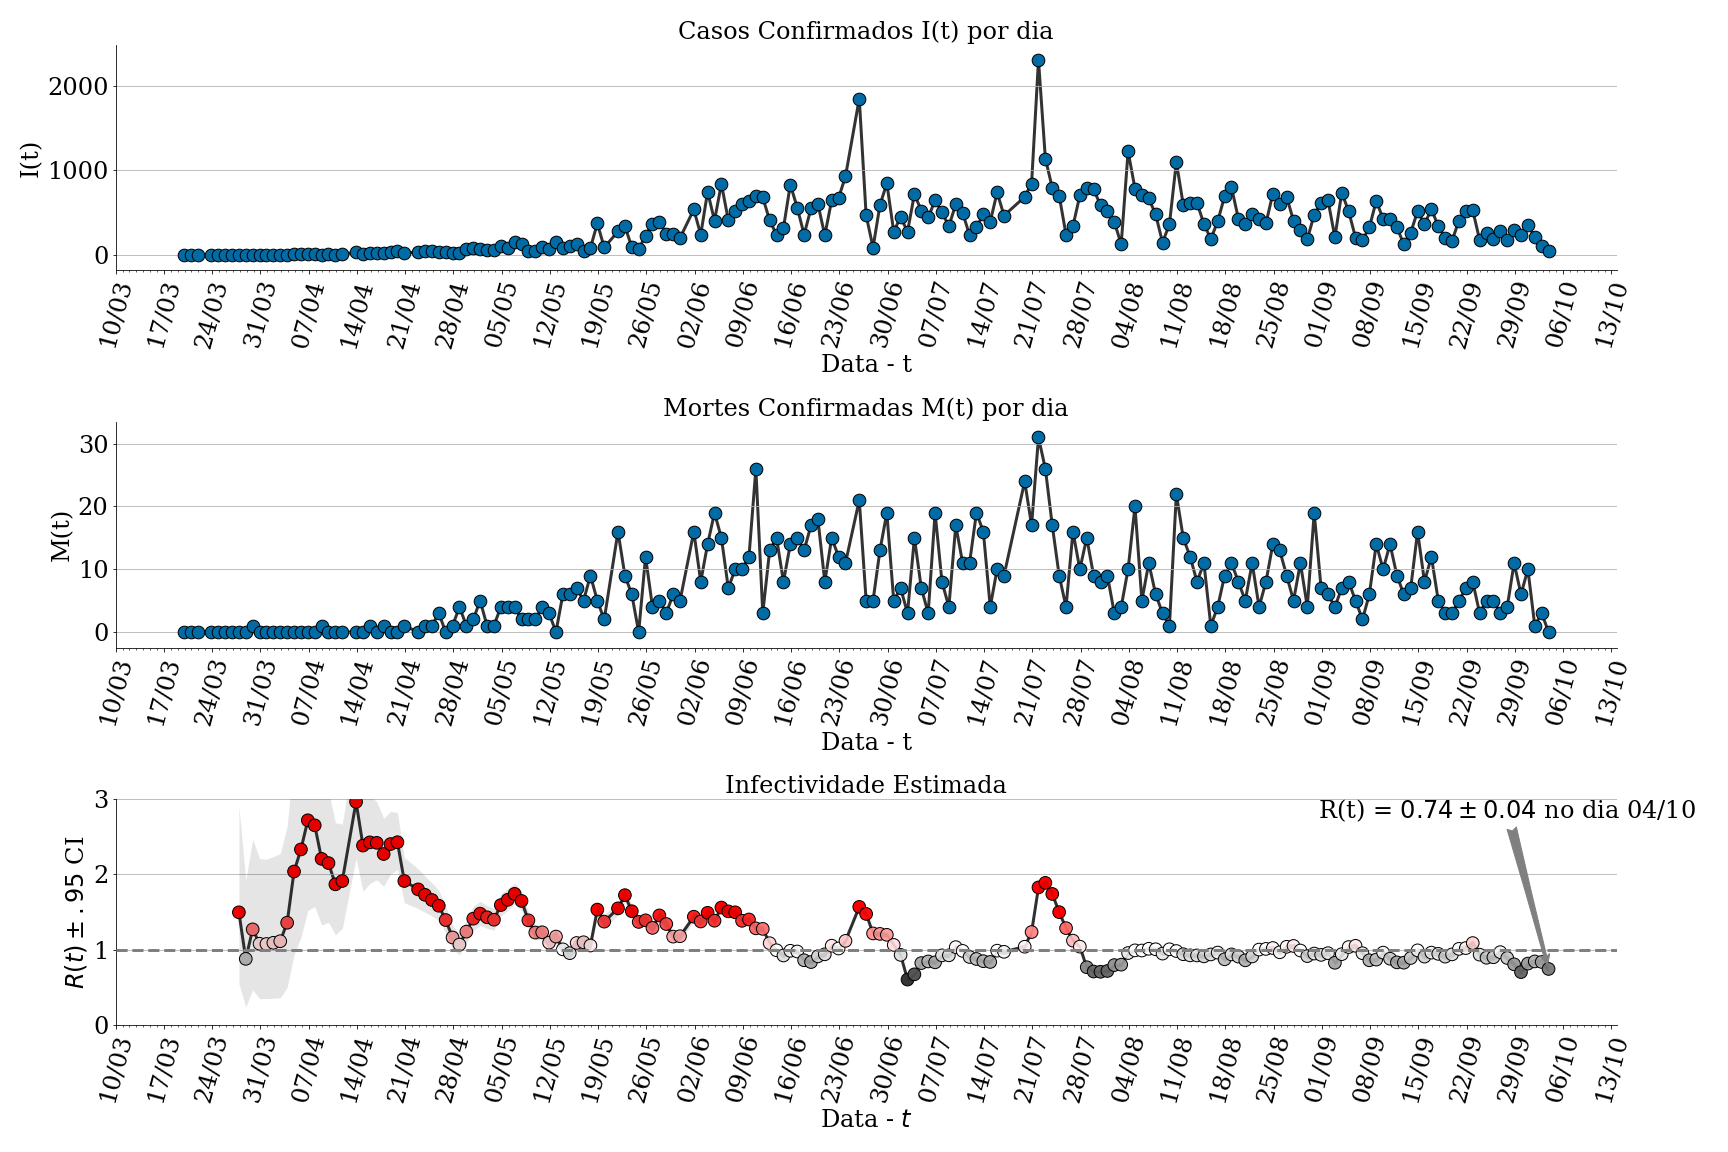 Casos Confirmados I(t) por dia
2000
1000
0
I(t)
10/03 17/03 24/03 31/03 07/04 14/04 21/04 28/04 05/05 12/05 19/05 26/05 02/06 09/06 16/06 23/06 30/06 07/07 14/07 21/07 28/07 04/08 11/08 18/08 25/08 01/09 08/09 15/09 22/09 29/09 06/10 13/10
Data - t
Mortes Confirmadas M(t) por dia
30
20
10
0
M(t)
10/03 17/03 24/03 31/03 07/04 14/04 21/04 28/04 05/05 12/05 19/05 26/05 02/06 09/06 16/06 23/06 30/06 07/07 14/07 21/07 28/07 04/08 11/08 18/08 25/08 01/09 08/09 15/09 22/09 29/09 06/10 13/10
Data - t
Infectividade Estimada
R(t) = 0.74 ± 0.04 no dia 04/10
3
2
1
0
R(t) ± .95 CI
10/03 17/03 24/03 31/03 07/04 14/04 21/04 28/04 05/05 12/05 19/05 26/05 02/06 09/06 16/06 23/06 30/06 07/07 14/07 21/07 28/07 04/08 11/08 18/08 25/08 01/09 08/09 15/09 22/09 29/09 06/10 13/10
Data - t